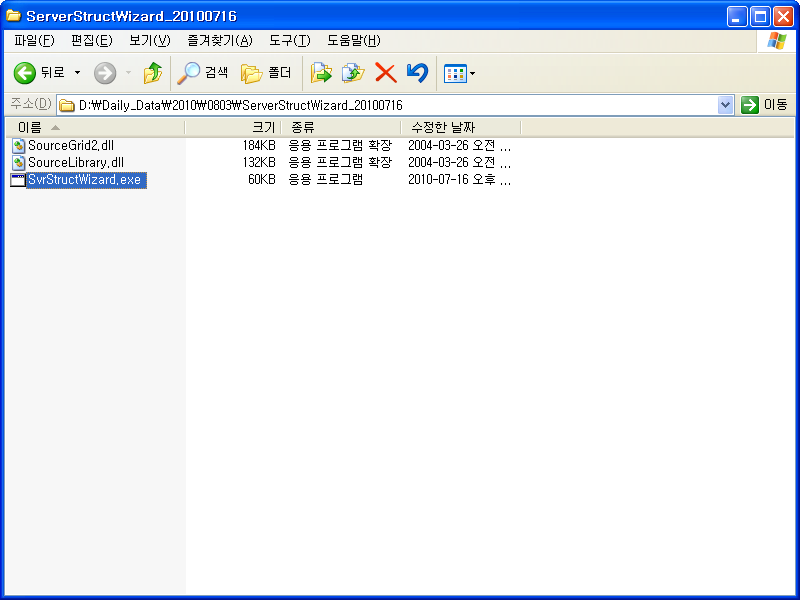 ServerStructWizard_20100716
파일(F) 편집(E) 보기(V) 즐겨찾기(A) 도구(T) 도움말(H)
뒤로 검색 폴더
주소(D) D:₩Daily_Data₩2010₩0803₩ServerStructWizard_20100716 이동
이름 크기 종류 수정한 날짜
SourceGrid2.dll 184KB 응용 프로그램 확장 2004-03-26 오전 ...
SourceLibrary.dll 132KB 응용 프로그램 확장 2004-03-26 오전 ...
SvrStructWizard.exe 60KB 응용 프로그램 2010-07-16 오후 ...